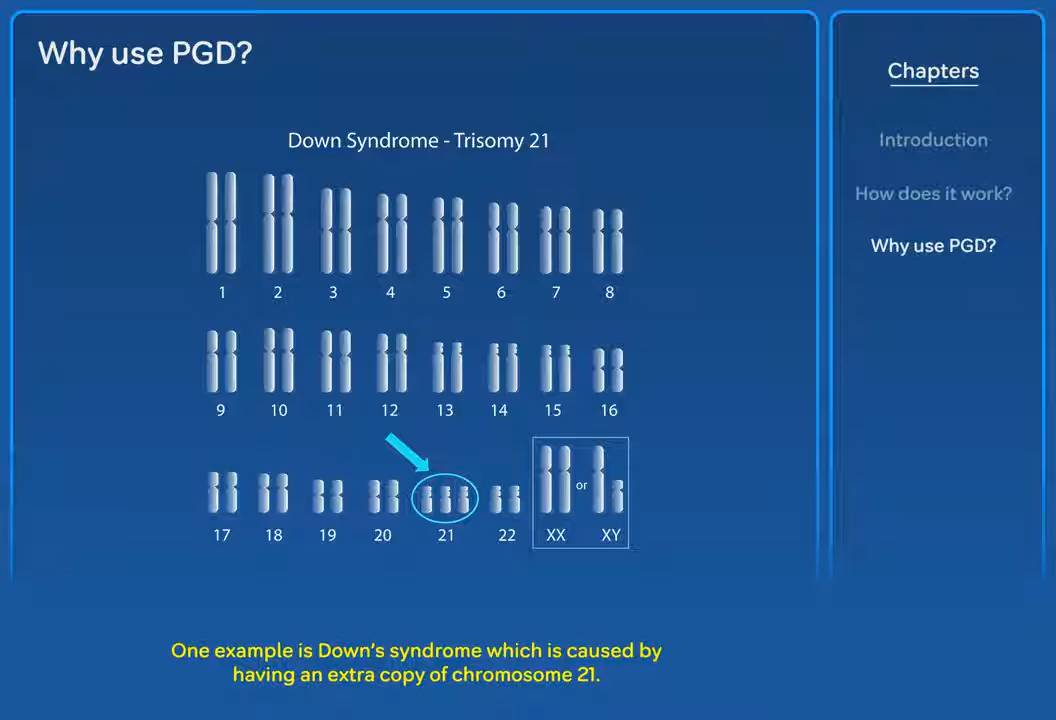 Why use PGD?
Down Syndrome - Trisomy 21
1 2 3 4 5 6 7 8
9 10 11 12 13 14 15 16
or
17 18 19 20 21 22 XX XY
One example is Down's syndrome which is caused by
having an extra copy of chromosome 21.
Chapters
Introduction
How does it work?
Why use PGD?